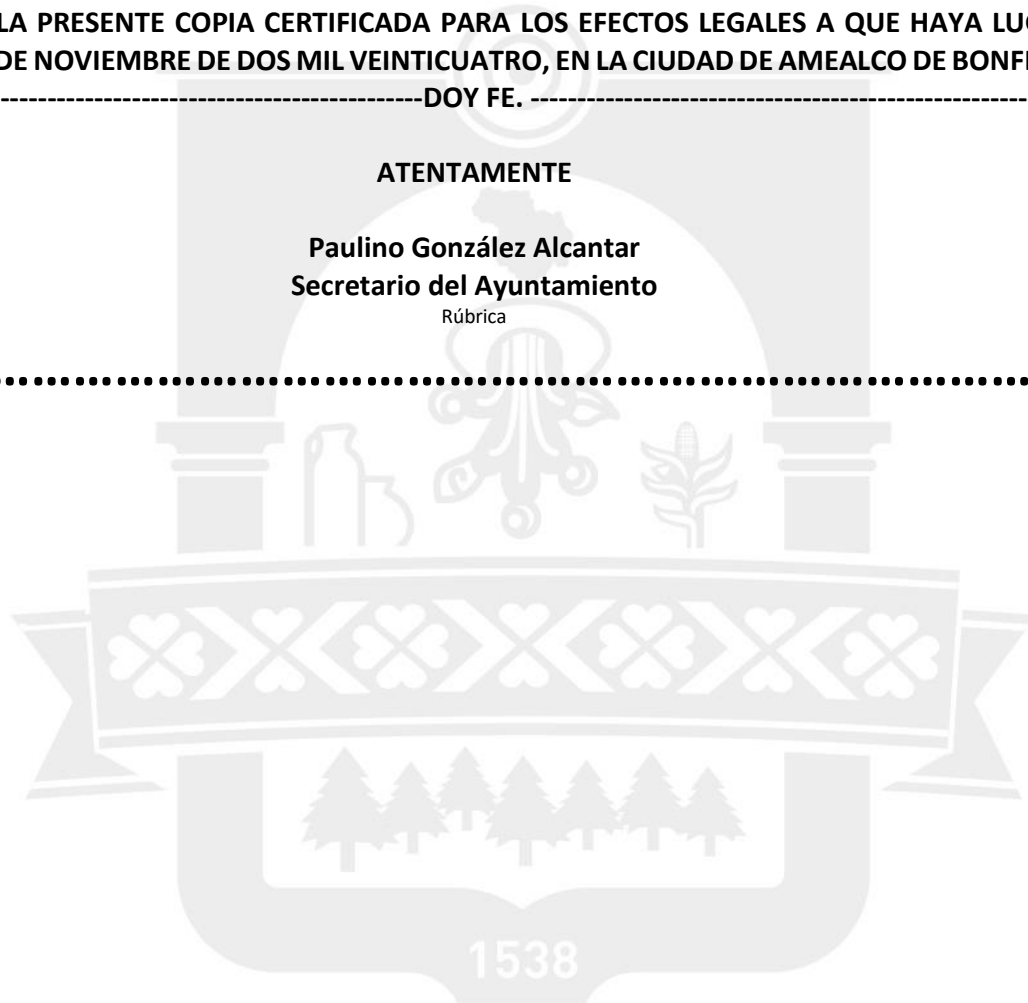 LA PRESENTE COPIA CERTIFICADA PARA LOS EFECTOS LEGALES A QUE HAYA
DE NOVIEMBRE DE DOS MIL VEINTICUATRO, EN LA CIUDAD DE AMEALCO DE
------------------------------------------------DOY FE. --------------------------------------------------------
ATENTAMENTE
Paulino González Alcantar
Secretario del Ayuntamiento
Rúbrica
1538